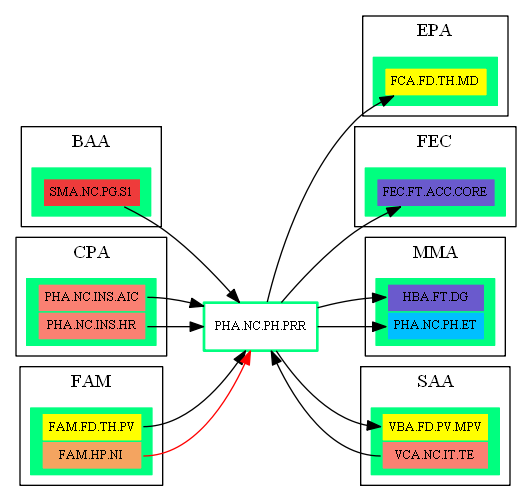 EPA
FCA.FD.TH.MD
BAA
SMA.NC.PG.S1
FEC
FEC.FT.ACC.CORE
CPA
PHA.NC.INS.AIC
PHA.NC.INS.HR
PHA.NC.PH.PRR
MMA
HBA.FT.DG
PHA.NC.PH.ET
FAM
FAM.FD.TH.PV
FAM.HP.NI
SAA
VBA.FD.PV.MPV
VCA.NC.IT.TE